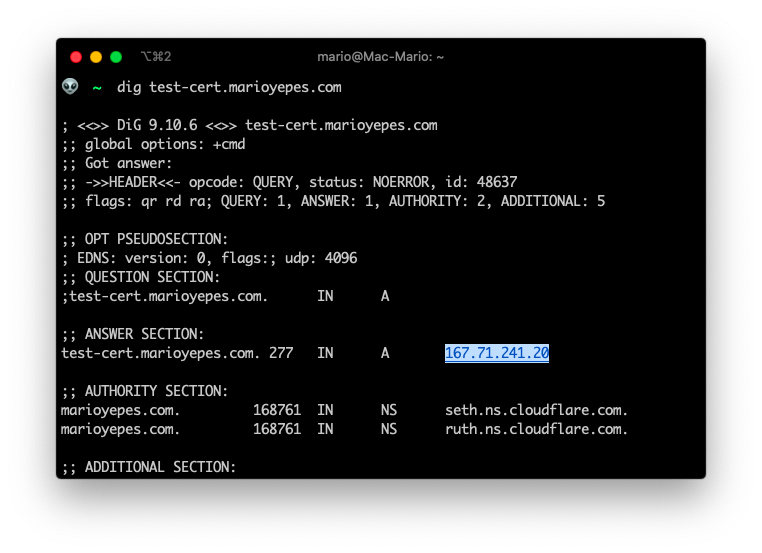 ⌥⌘2 mario@Mac-Mario: ~
👽 ~ dig test-cert.marioyepes.com
; <<>> DiG 9.10.6 <<>> test-cert.marioyepes.com
;; global options: +cmd
;; Got answer:
;; ->>HEADER<<- opcode: QUERY, status: NOERROR, id: 48637
;; flags: qr rd ra; QUERY: 1, ANSWER: 1, AUTHORITY: 2, ADDITIONAL: 5
;; OPT PSEUDOSECTION:
; EDNS: version: 0, flags:; udp: 4096
;; QUESTION SECTION:
;test-cert.marioyepes.com. IN A
;; ANSWER SECTION:
test-cert.marioyepes.com. 277 IN A 167.71.241.20
;; AUTHORITY SECTION:
marioyepes.com. 168761 IN NS seth.ns.cloudflare.com.
marioyepes.com. 168761 IN NS ruth.ns.cloudflare.com.
;; ADDITIONAL SECTION: